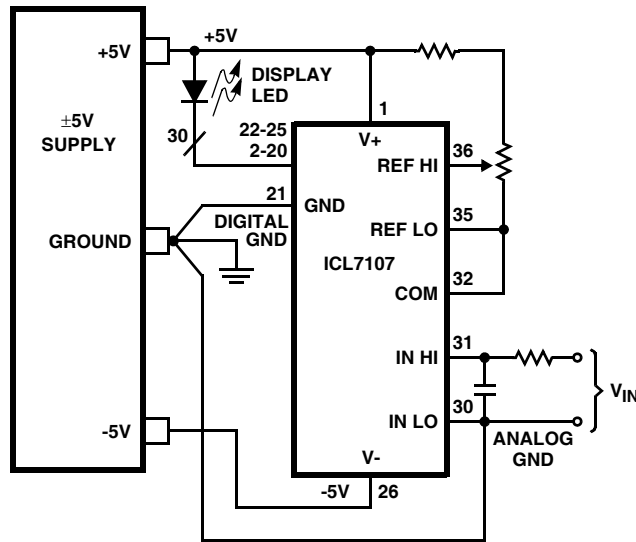 +5V
+5V
DISPLAY
LED
1
±5V
SUPPLY
30
22-25
2-20
V+
36
REF HI
21
GND
DIGITAL
GND
35
REF LO
GROUND
ICL7107
32
COM
31
IN HI
VIN
30
IN LO
ANALOG
GND
-5V
V-
-5V
26